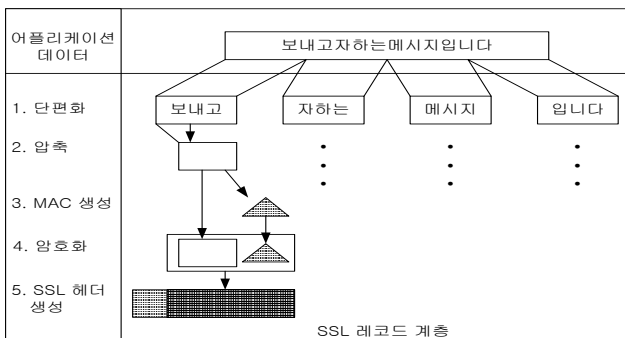 어플리케이션
데이터
보내고자하는메시지입니다
1. 단편화
보내고
자하는
메시지
입니다
2. 압축
3. MAC 생성
4. 암호화
5. SSL 헤더
생성
SSL 레코드 계층